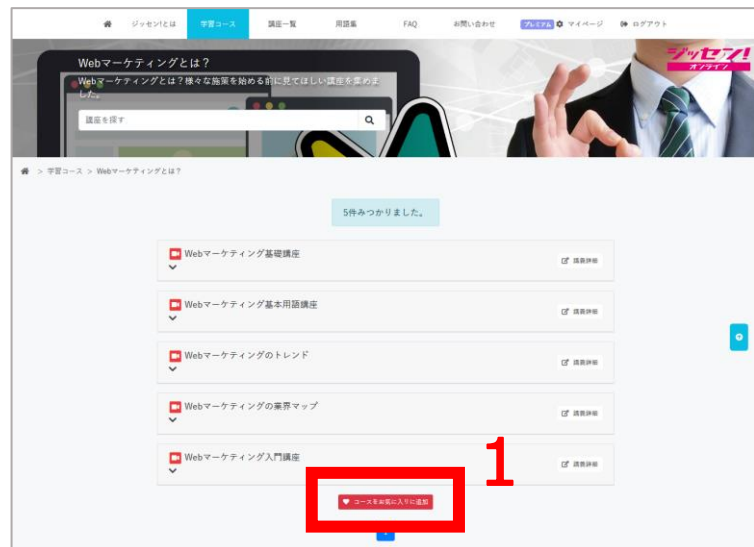 ジッセン!とは 学習コース 講座一覧 用語集 FAQ お問い合わせ プレミアム マイページ ログアウト
Webマーケティングとは？
Webマーケティングとは？様々な施策を始める前に見てほしい講座を集めま
した。
講座を探す
ジッセン!
オンライン
> 学習コース > Webマーケティングとは？
5件みつかりました。
Webマーケティング基礎講座
講義詳細
Webマーケティング基本用語講座
講義詳細
Webマーケティングのトレンド
講義詳細
Webマーケティングの業界マップ
講義詳細
Webマーケティング入門講座
講義詳細
1
コースをお気に入りに追加